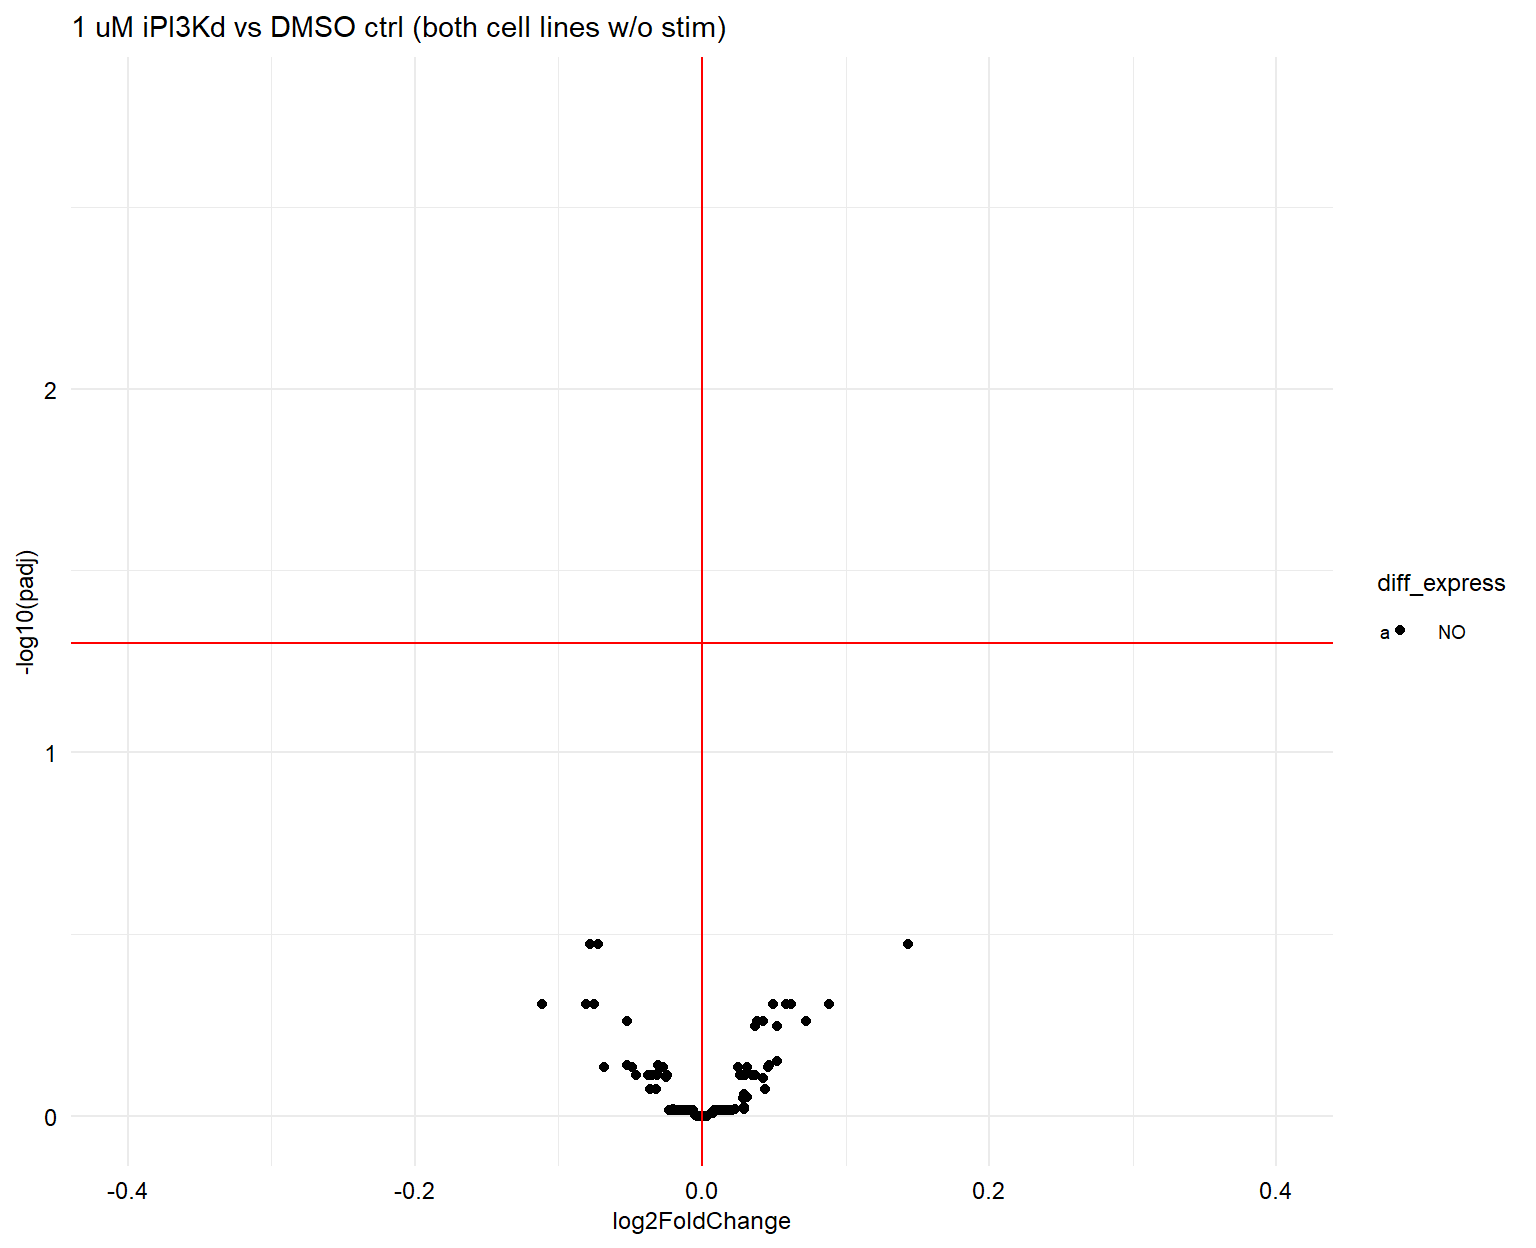 1 uM iPI3Kd vs DMSO ctrl (both cell lines w/o stim)
2
1
0
-log10(padj)
-0.4
-0.2
0.0
0.2
0.4
log2FoldChange
diff_express
a NO